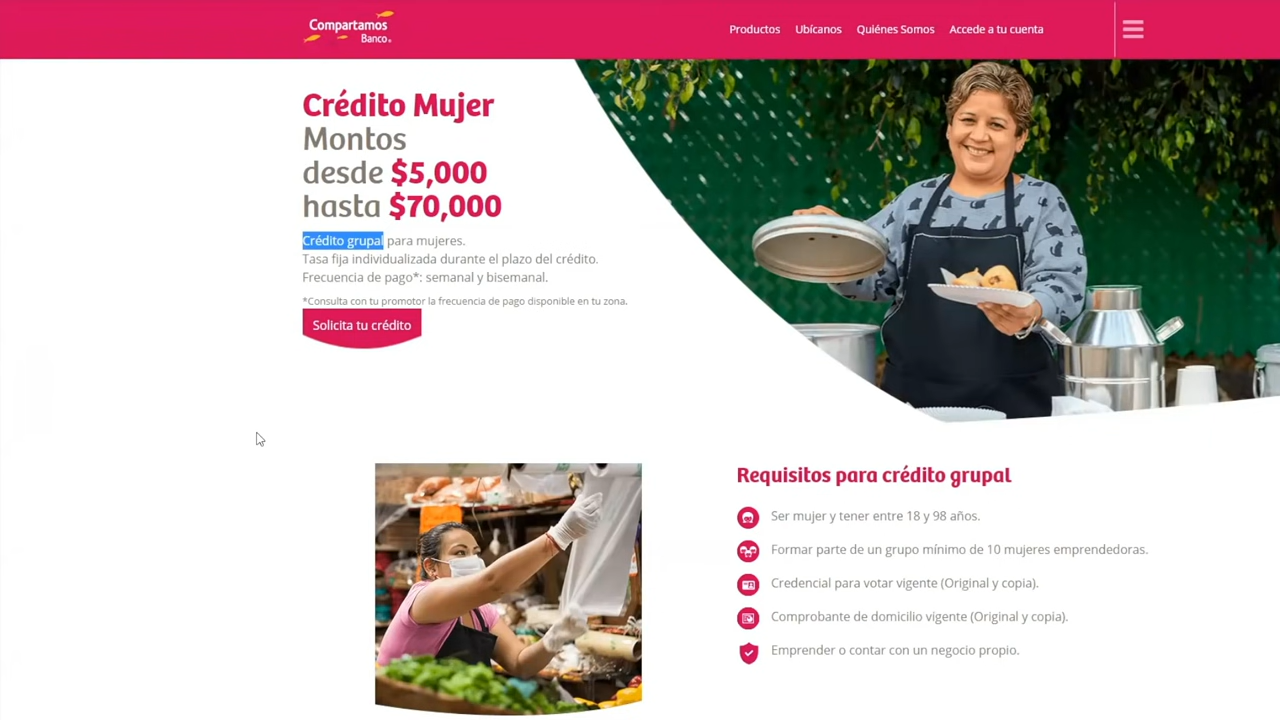 Compartamos
Banco
Productos Ubícanos Quiénes Somos Accede a tu cuenta
Crédito Mujer
Montos
desde $5,000
hasta $70,000
Crédito grupal para mujeres.
Tasa fija individualizada durante el plazo del crédito.
Frecuencia de pago*: semanal y bisemanal.
*Consulta con tu promotor la frecuencia de pago disponible en tu zona.
Solicita tu crédito
Requisitos para crédito grupal
Ser mujer y tener entre 18 y 98 años.
Formar parte de un grupo mínimo de 10 mujeres emprendedoras.
Credencial para votar vigente (Original y copia).
Comprobante de domicilio vigente (Original y copia).
Emprender o contar con un negocio propio.